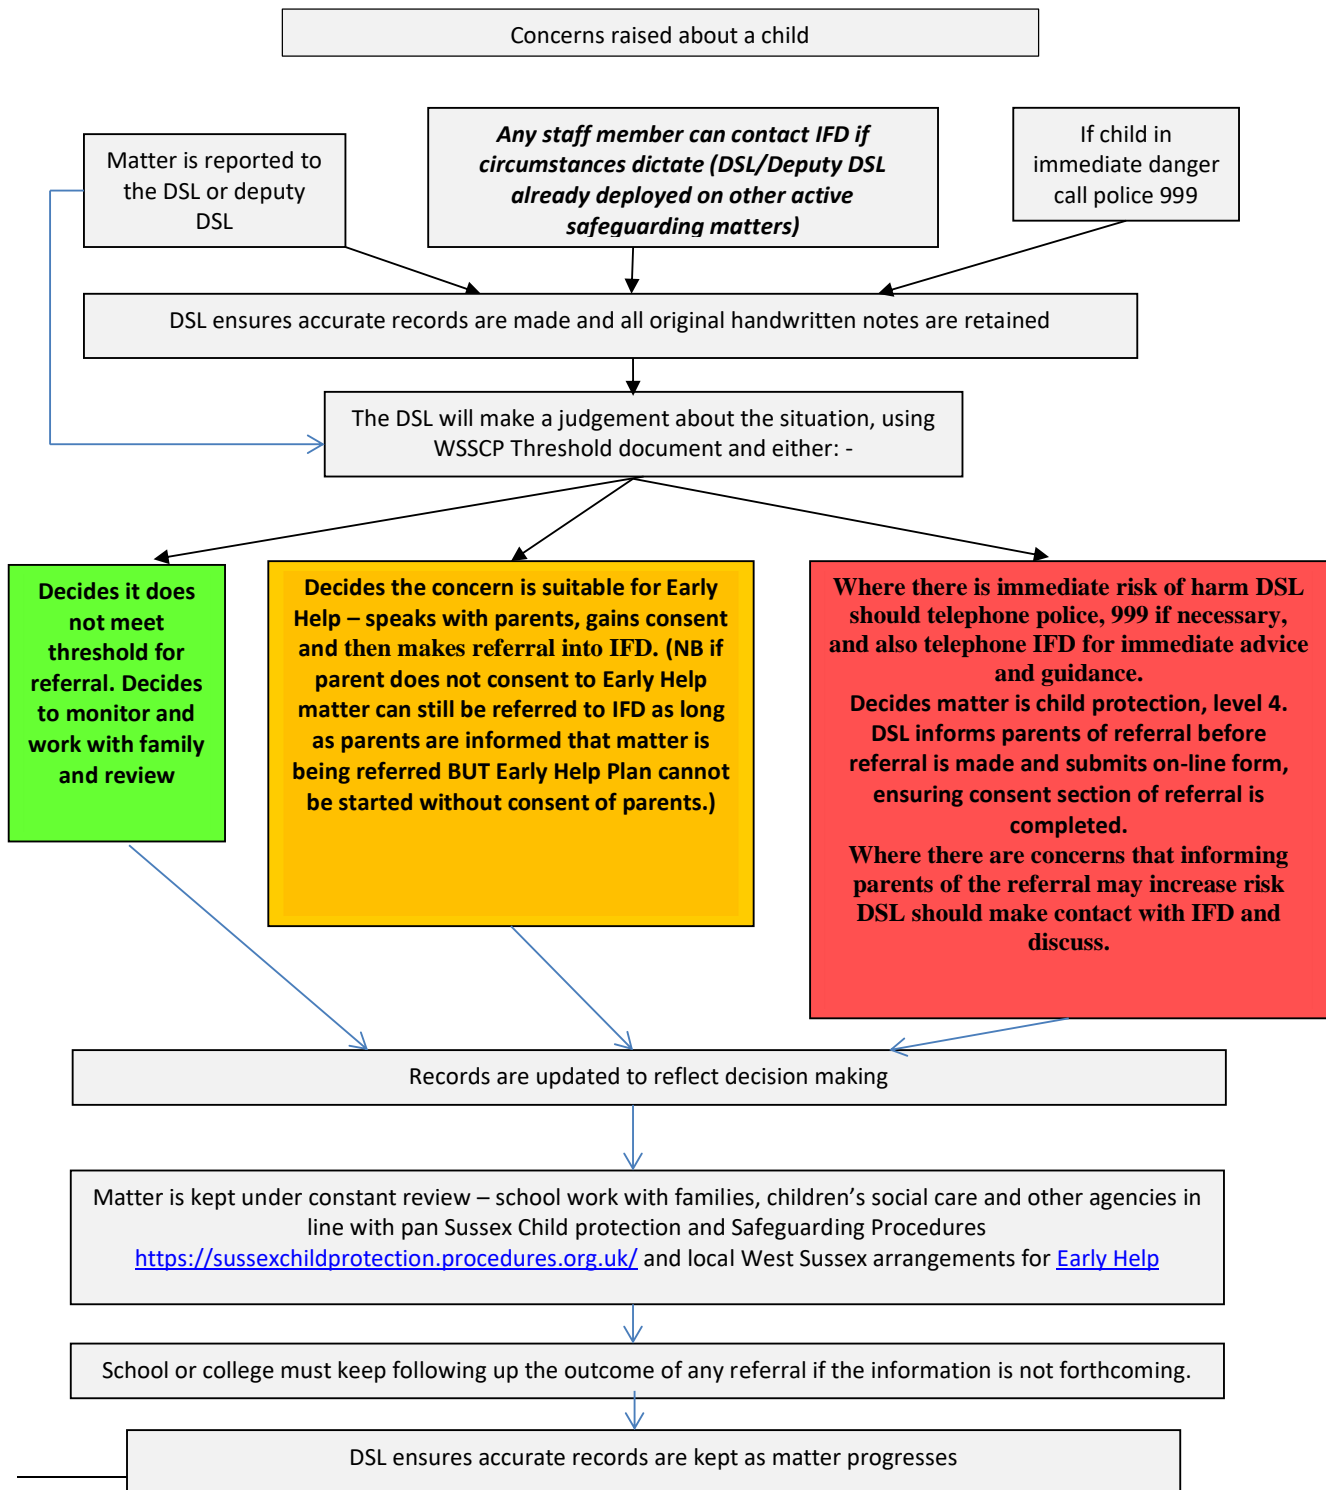 Concerns raised about a child
Matter is reported to
the DSL or deputy
DSL
Any staff member can contact IFD if
circumstances dictate (DSL/Deputy DSL
already deployed on other active
safeguarding matters)
If child in
immediate danger
call police 999
DSL ensures accurate records are made and all original handwritten notes are retained
The DSL will make a judgement about the situation, using
WSSCP Threshold document and either: -
Decides it does
not meet
threshold for
referral. Decides
to monitor and
work with family
and review
Decides the concern is suitable for Early
Help – speaks with parents, gains consent
and then makes referral into IFD. (NB if
parent does not consent to Early Help
matter can still be referred to IFD as long
as parents are informed that matter is
being referred BUT Early Help Plan cannot
be started without consent of parents.)
Where there is immediate risk of harm DSL
should telephone police, 999 if necessary,
and also telephone IFD for immediate advice
and guidance.
Decides matter is child protection, level 4.
DSL informs parents of referral before
referral is made and submits on-line form,
ensuring consent section of referral is
completed.
Where there are concerns that informing
parents of the referral may increase risk
DSL should make contact with IFD and
discuss.
Records are updated to reflect decision making
Matter is kept under constant review – school work with families, children’s social care and other agencies in
line with pan Sussex Child protection and Safeguarding Procedures
https://sussexchildprotection.procedures.org.uk/ and local West Sussex arrangements for Early Help
School or college must keep following up the outcome of any referral if the information is not forthcoming.
DSL ensures accurate records are kept as matter progresses